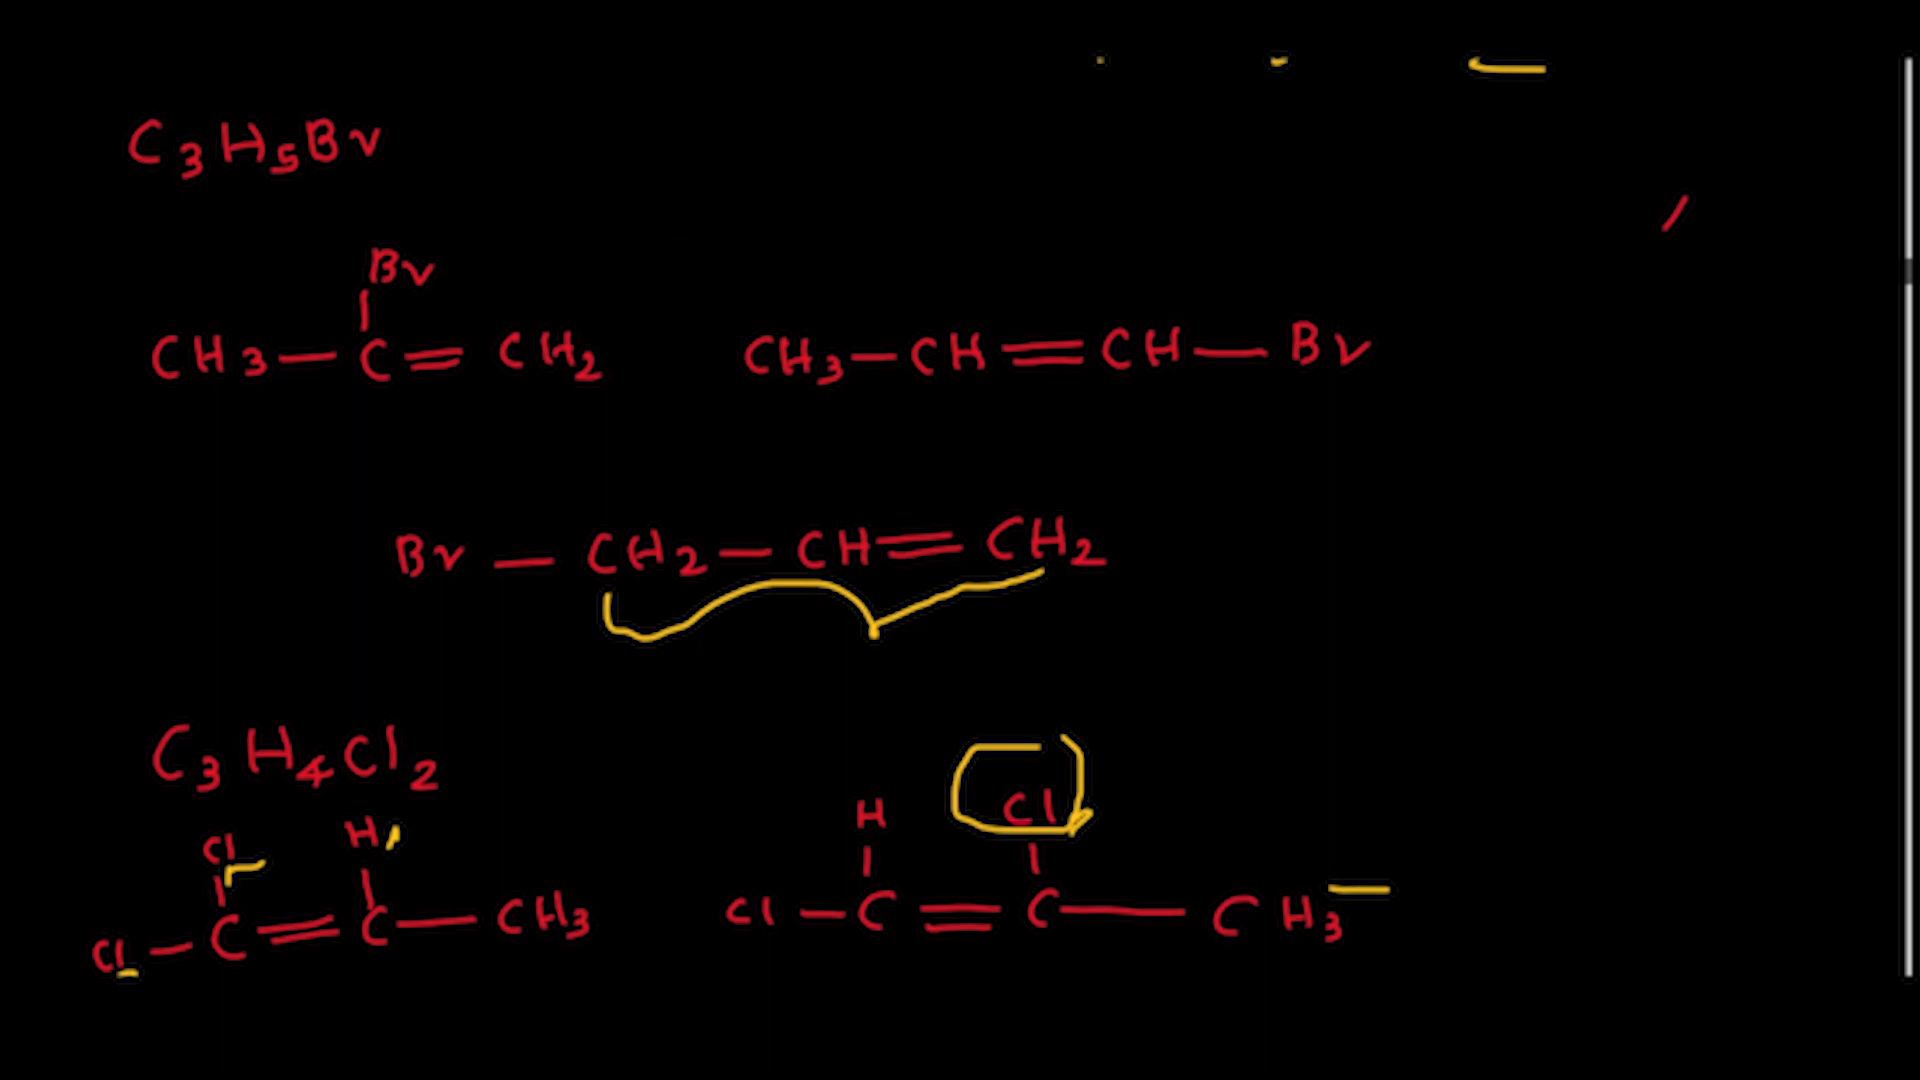 C3H5Br
Br
CH3 — C = CH2 CH3 — CH = CH — Br
Br — CH2 — CH = CH2
C3H4Cl2
Cl H H Cl
Cl — C = C — CH3 Cl — C = C — CH3